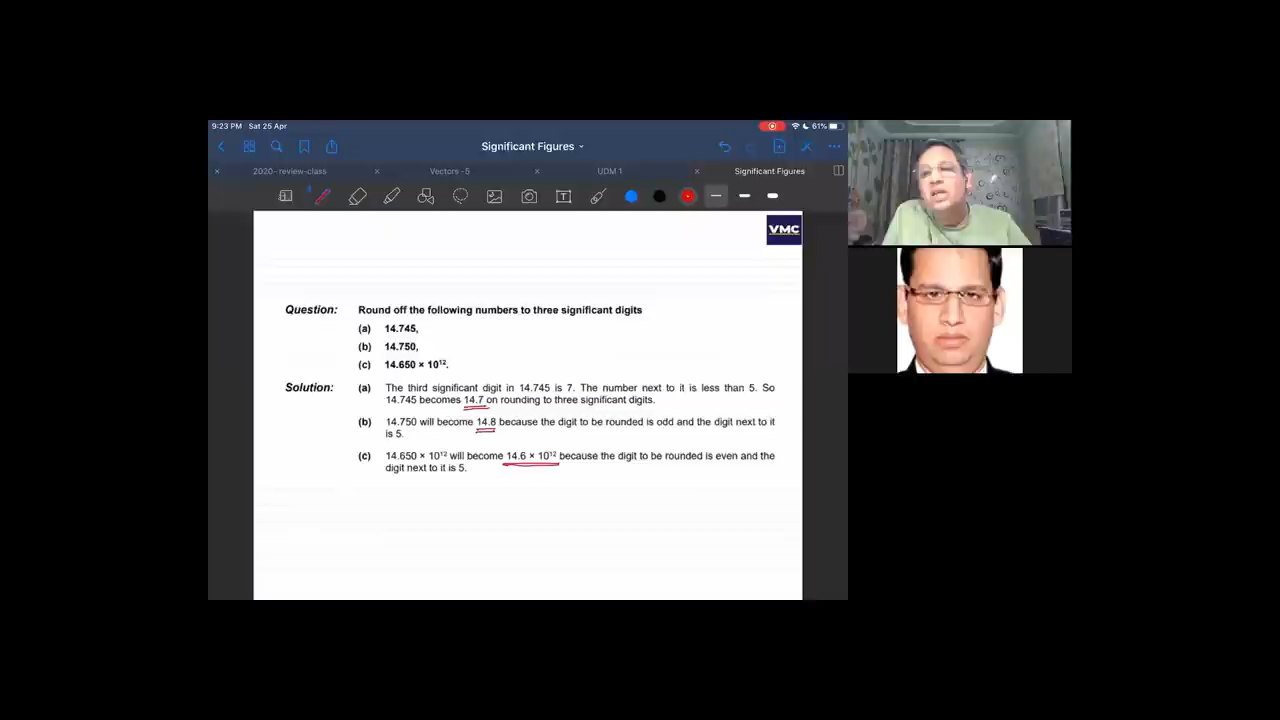 9:23 PM Sat 25 Apr
61%
Significant Figures
2020- review-class
Vectors -5
UDM 1
Significant Figures
VMC
Question: Round off the following numbers to three significant digits
(a) 14.745,
(b) 14.750,
(c) 14.650 × 10¹².
Solution: (a) The third significant digit in 14.745 is 7. The number next to it is less than 5. So
14.745 becomes 14.7 on rounding to three significant digits.
(b) 14.750 will become 14.8 because the digit to be rounded is odd and the digit next to it
is 5.
(c) 14.650 × 10¹² will become 14.6 × 10¹² because the digit to be rounded is even and the
digit next to it is 5.